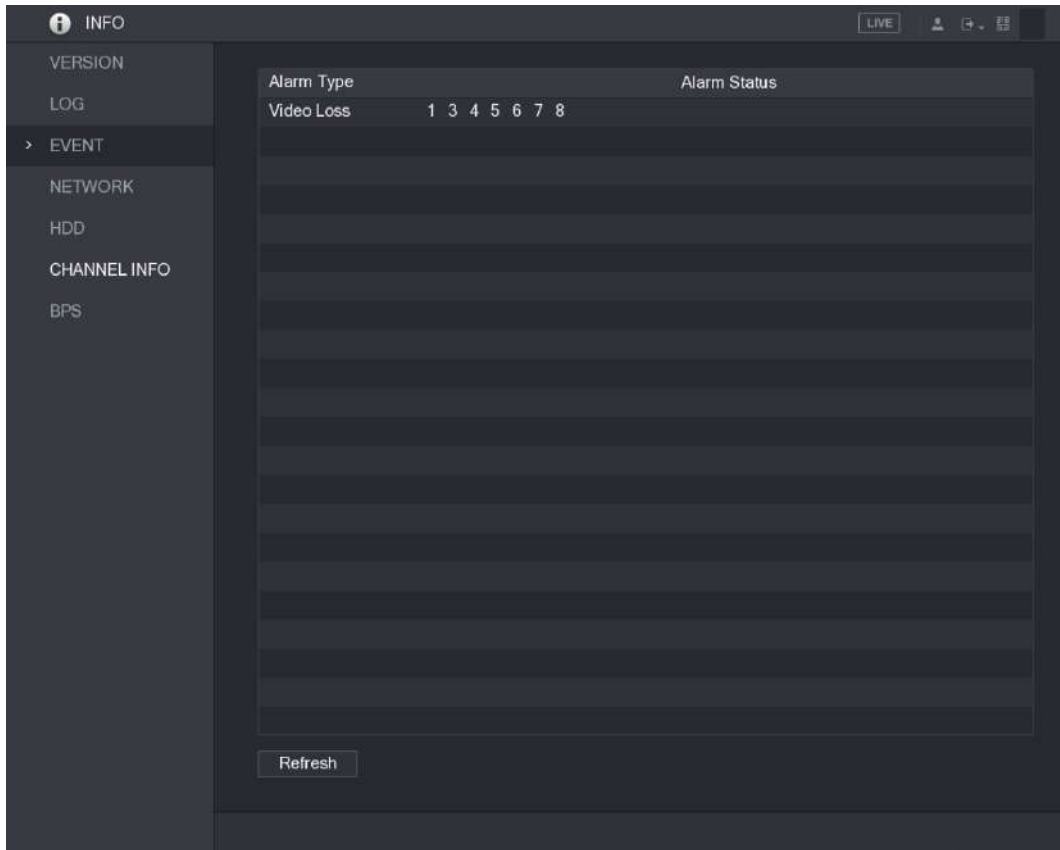 INFO LIVE
VERSION
LOG
EVENT
NETWORK
HDD
CHANNEL INFO
BPS
Alarm Type Alarm Status
Video Loss 1 3 4 5 6 7 8
Refresh